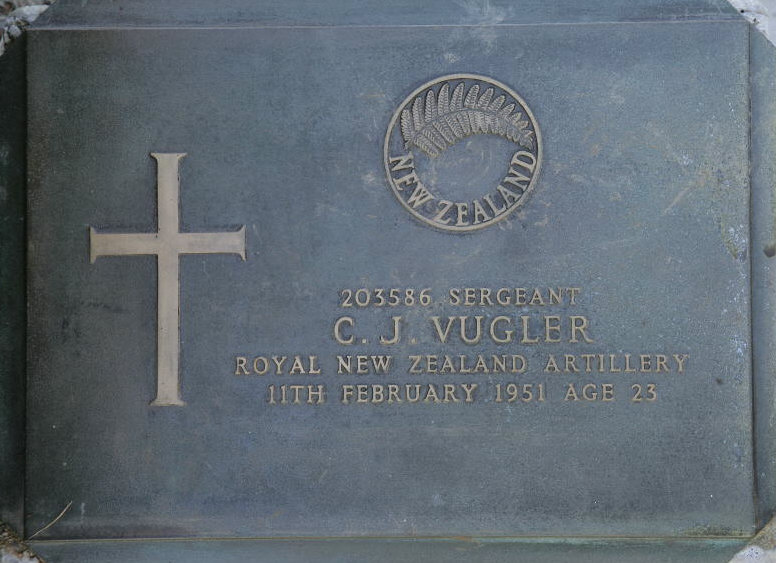 NEW ZEALAND
203586 SERGEANT
C. J. VUGLER
ROYAL NEW ZEALAND ARTILLERY
11TH FEBRUARY 1951 AGE 23